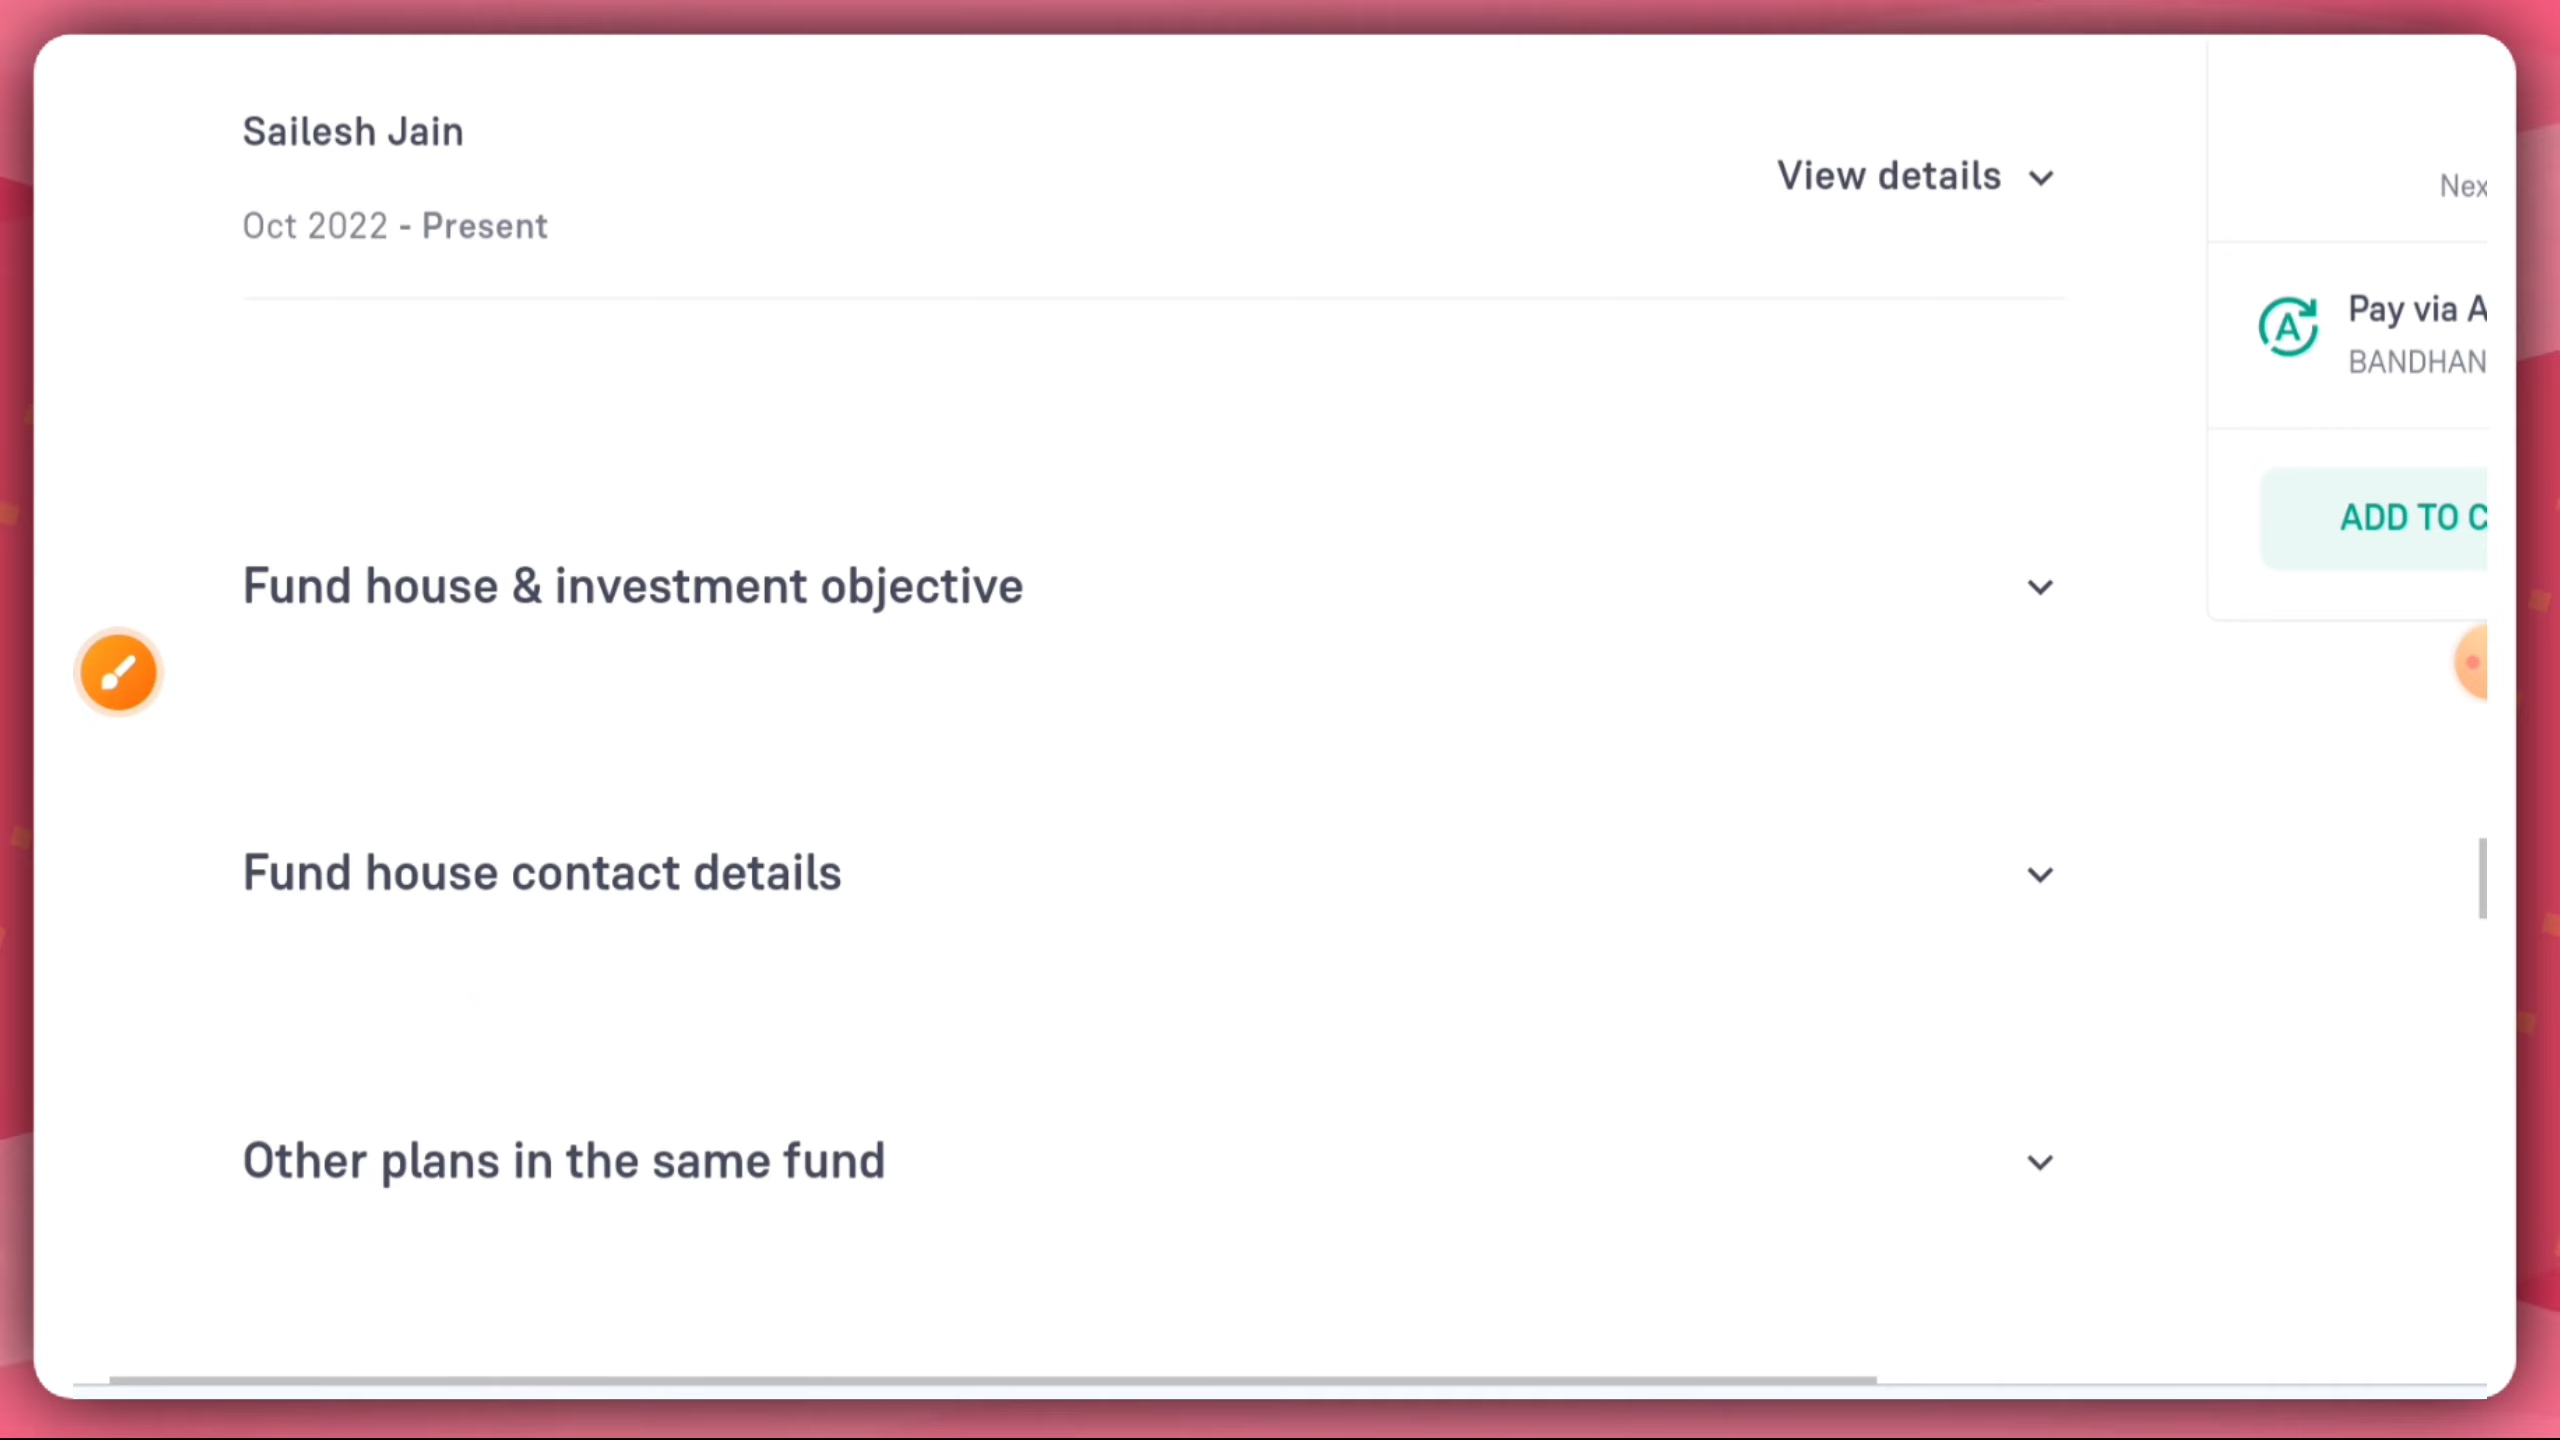 Sailesh Jain
View details
Oct 2022 - Present
Nex
Pay via A
BANDHAN
ADD TO C
Fund house & investment objective
Fund house contact details
Other plans in the same fund